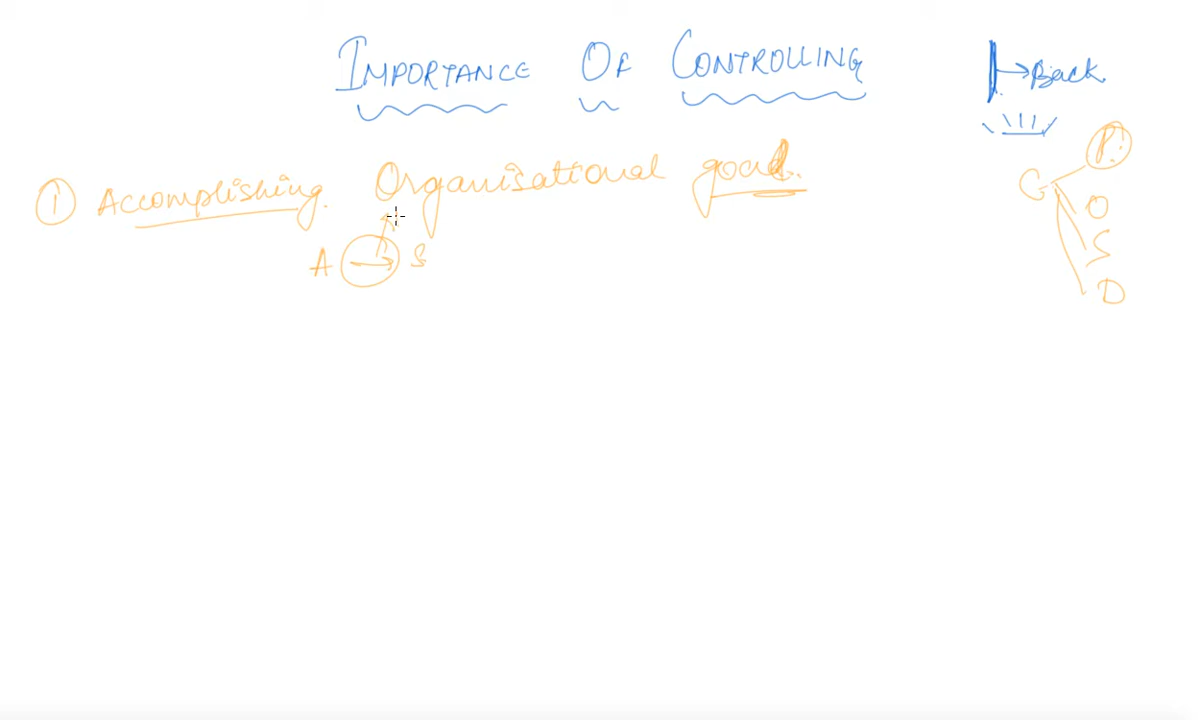 IMPORTANCE OF CONTROLLING
Back
① Accomplishing. Organisational goal.
A → S
C
P
O
S
D